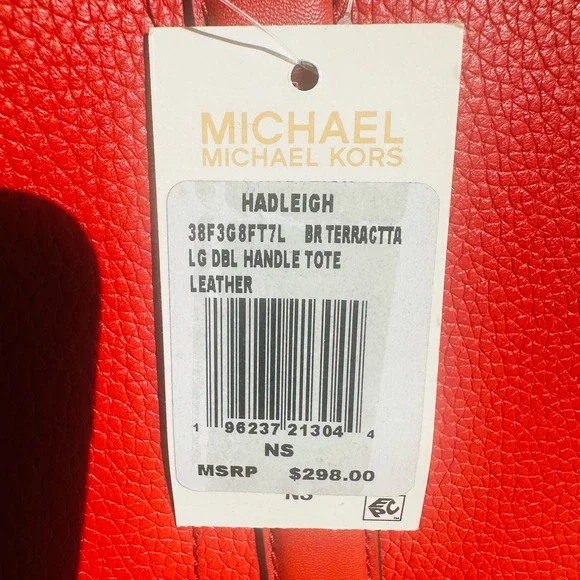 MICHAEL
MICHAEL KORS
HADLEIGH
38F3G8FT7L BR TERRACTTA
LG DBL HANDLE TOTE
LEATHER
1 96237 21304 4
NS
MSRP $298.00
NS